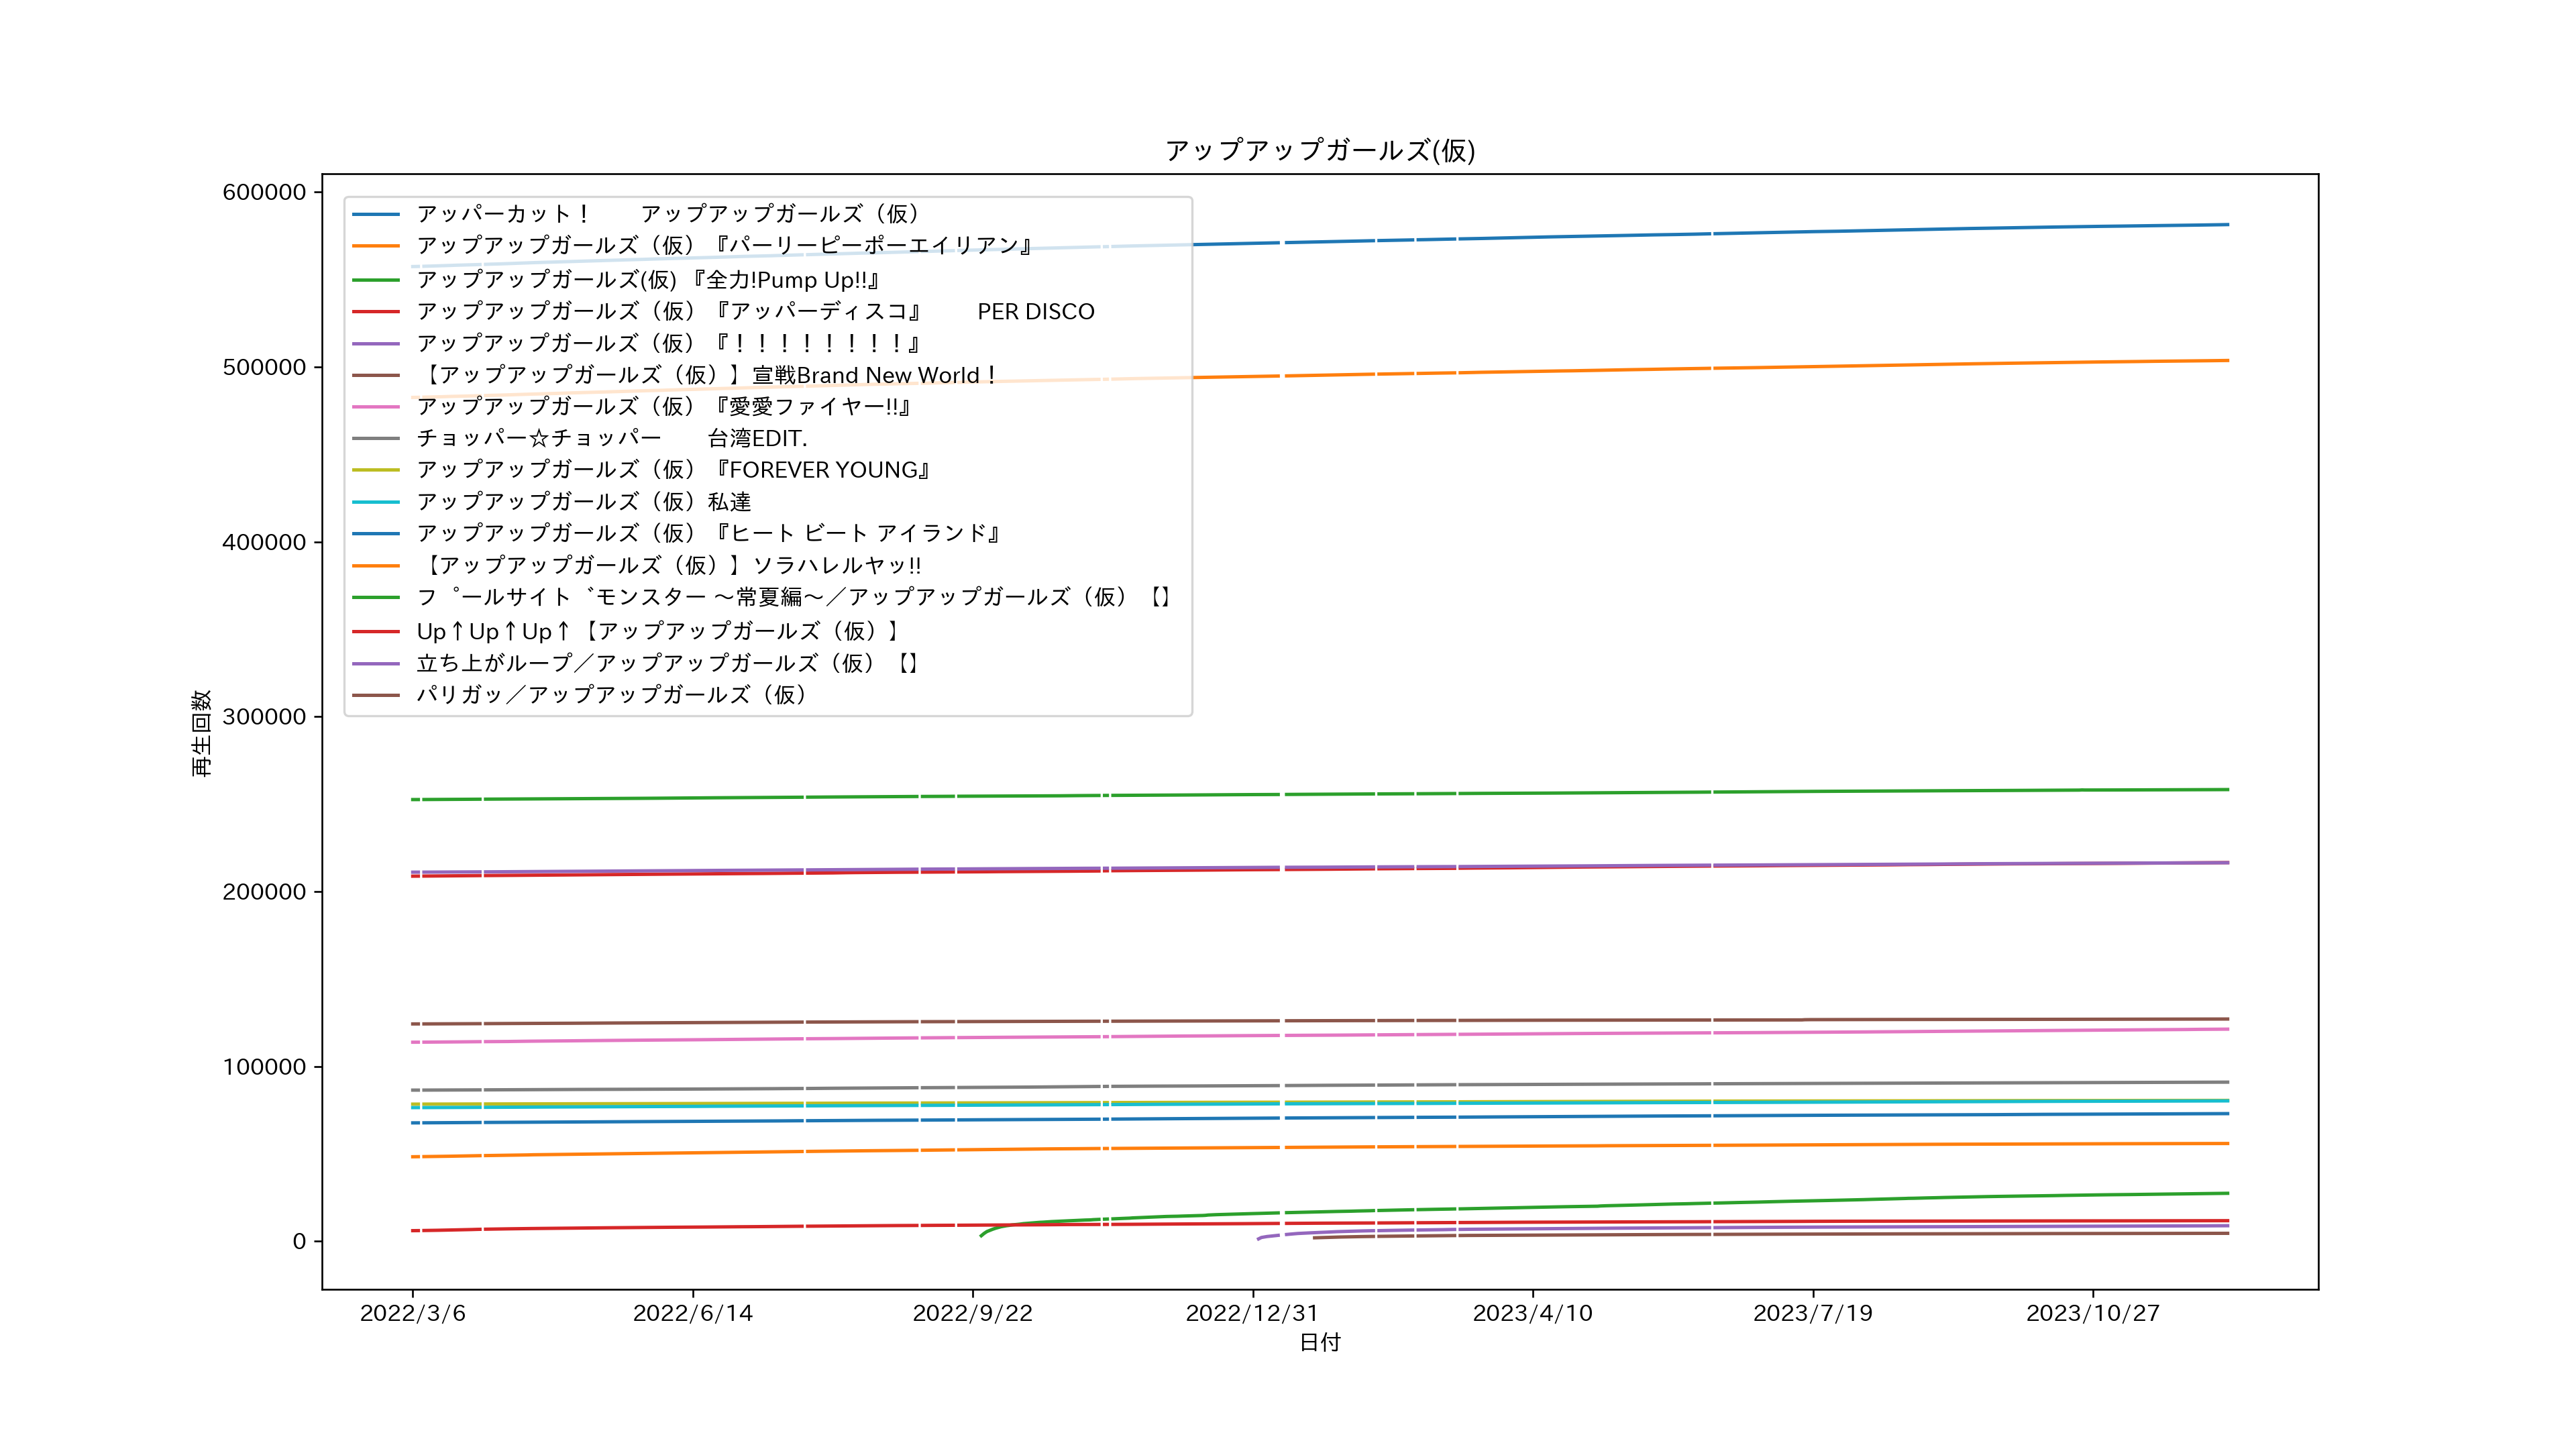 アップアップガールズ(仮)
600000
500000
400000
300000
200000
100000
0
再生回数
アッパーカット！　　アップアップガールズ（仮）
アップアップガールズ（仮）『パーリーピーポーエイリアン』
アップアップガールズ(仮) 『全力!Pump Up!!』
アップアップガールズ（仮）『アッパーディスコ』　　PER DISCO
アップアップガールズ（仮）『！！！！！！！！』
【アップアップガールズ（仮）】宣戦Brand New World！
アップアップガールズ（仮）『愛愛ファイヤー!!』
チョッパー☆チョッパー　　台湾EDIT.
アップアップガールズ（仮）『FOREVER YOUNG』
アップアップガールズ（仮）私達
アップアップガールズ（仮）『ヒート ビート アイランド』
【アップアップガールズ（仮）】ソラハレルヤッ!!
フ゜ールサイト゛モンスター 〜常夏編〜／アップアップガールズ（仮）【】
Up↑Up↑Up↑【アップアップガールズ（仮）】
立ち上がループ／アップアップガールズ（仮）【】
パリガッ／アップアップガールズ（仮）
2022/3/6 2022/6/14 2022/9/22 2022/12/31 2023/4/10 2023/7/19 2023/10/27
日付